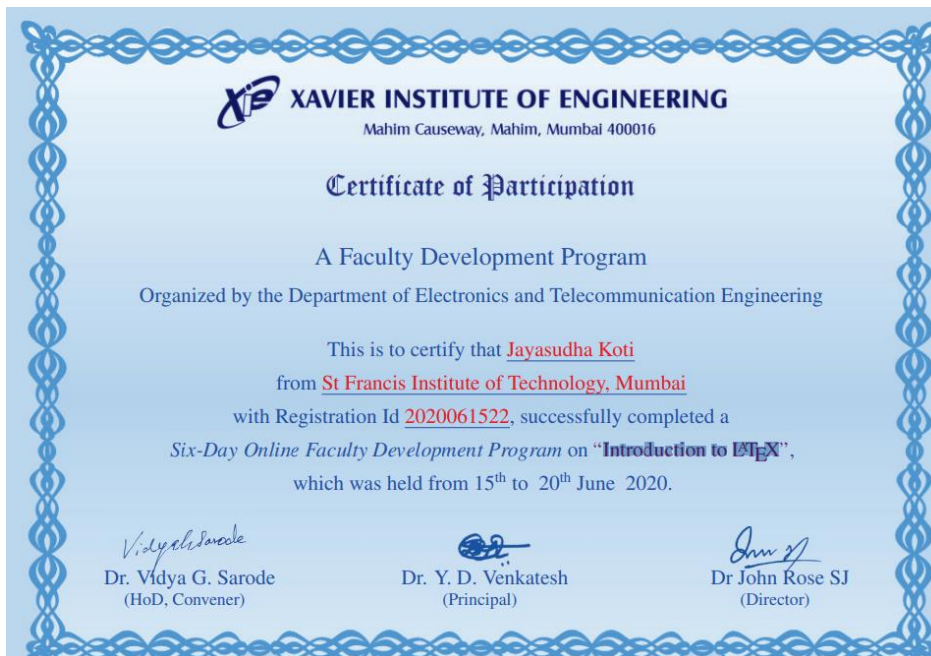 Xie XAVIER INSTITUTE OF ENGINEERING
Mahim Causeway, Mahim, Mumbai 400016
Certificate of Participation
A Faculty Development Program
Organized by the Department of Electronics and Telecommunication Engineering
This is to certify that Jayasudha Koti
from St Francis Institute of Technology, Mumbai
with Registration Id 2020061522, successfully completed a
Six-Day Online Faculty Development Program on “Introduction to LATEX”,
which was held from 15th to 20th June 2020.
VidyahSarode
Dr. Vidya G. Sarode Dr. Y. D. Venkatesh Dr John Rose SJ
(HoD, Convener) (Principal) (Director)